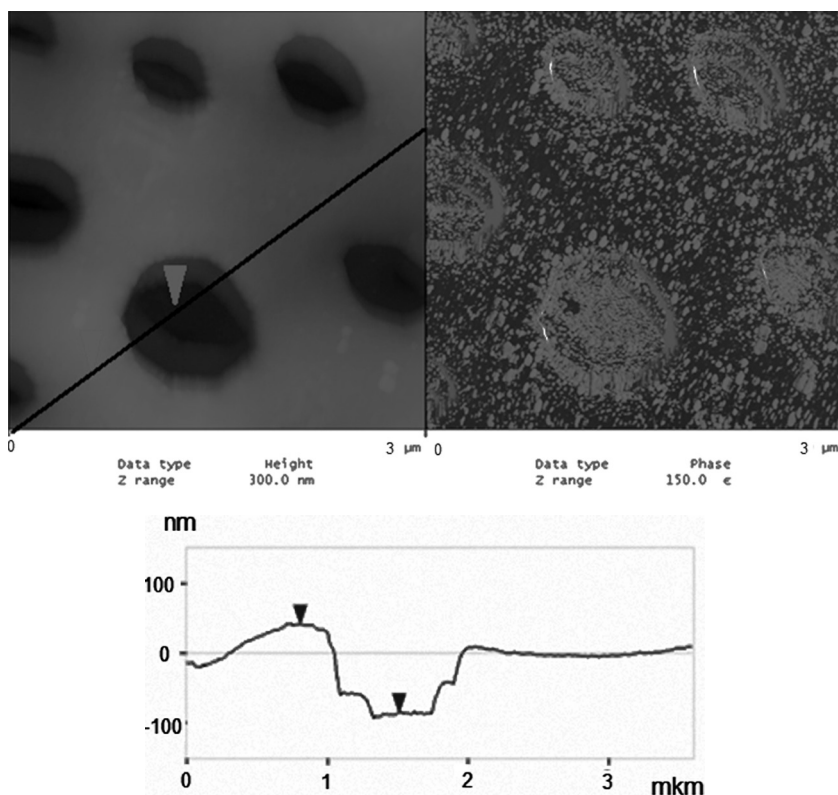 0 3 µm 0 3 µm
Data type Height Data type Phase
Z range 300.0 nm Z range 150.0 є
nm
100
0
-100
0 1 2 3 mkm